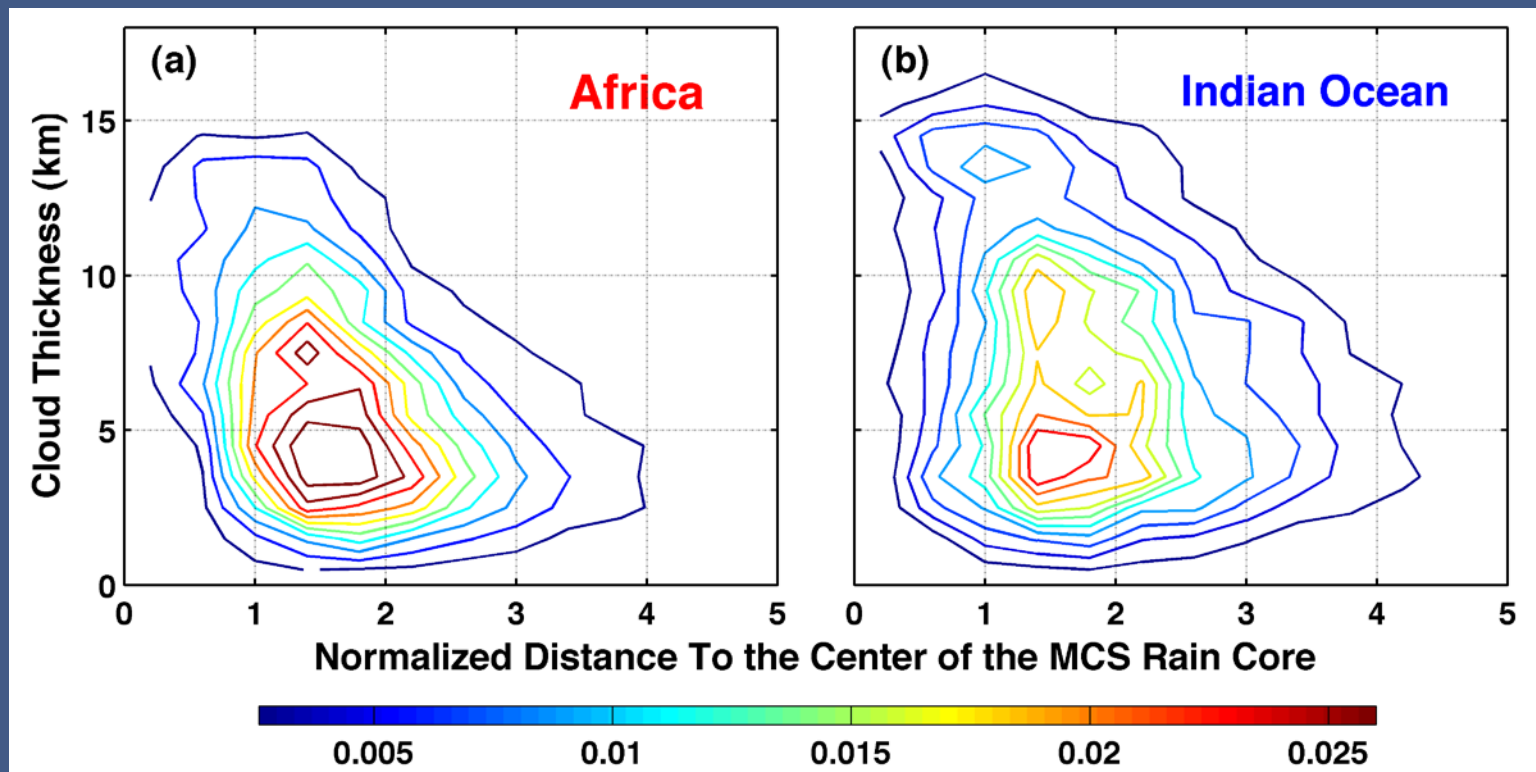 (a)
Africa
(b)
Indian Ocean
Cloud Thickness (km)
15
10
5
0
0 1 2 3 4 5
0 1 2 3 4 5
Normalized Distance To the Center of the MCS Rain Core
0.005 0.01 0.015 0.02 0.025